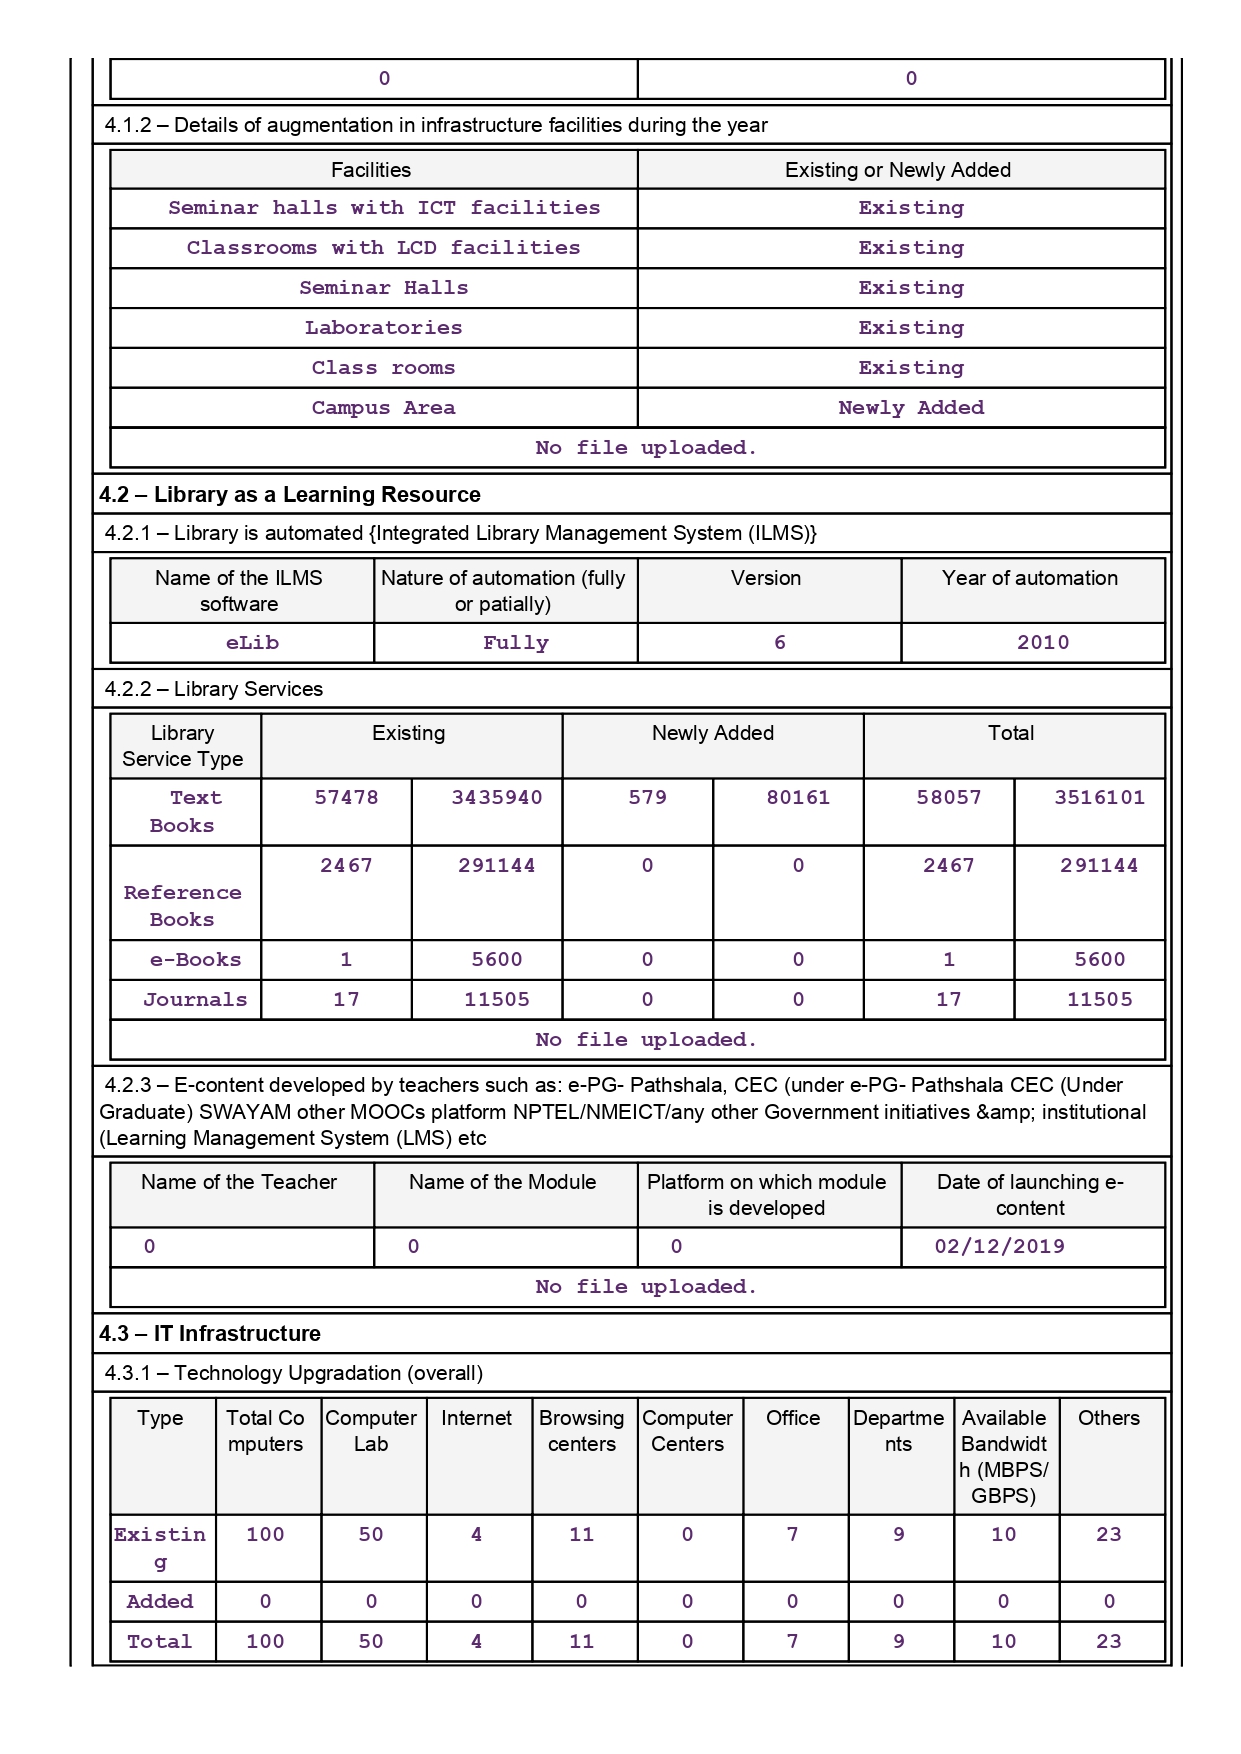 0 0
4.1.2 – Details of augmentation in infrastructure facilities during the year
Facilities Existing or Newly Added
Seminar halls with ICT facilities Existing
Classrooms with LCD facilities Existing
Seminar Halls Existing
Laboratories Existing
Class rooms Existing
Campus Area Newly Added
No file uploaded.
4.2 – Library as a Learning Resource
4.2.1 – Library is automated {Integrated Library Management System (ILMS)}
Name of the ILMS Nature of automation (fully Version Year of automation
software or patially)
eLib Fully 6 2010
4.2.2 – Library Services
Library Existing Newly Added Total
Service Type
Text 57478 3435940 579 80161 58057 3516101
Books
2467 291144 0 0 2467 291144
Reference
Books
e-Books 1 5600 0 0 1 5600
Journals 17 11505 0 0 17 11505
No file uploaded.
4.2.3 – E-content developed by teachers such as: e-PG- Pathshala, CEC (under e-PG- Pathshala CEC (Under
Graduate) SWAYAM other MOOCs platform NPTEL/NMEICT/any other Government initiatives &amp; institutional
(Learning Management System (LMS) etc
Name of the Teacher Name of the Module Platform on which module Date of launching e-
is developed content
0 0 0 02/12/2019
No file uploaded.
4.3 – IT Infrastructure
4.3.1 – Technology Upgradation (overall)
Type Total Co Computer Internet Browsing Computer Office Departme Available Others
mputers Lab centers Centers nts Bandwidt
h (MBPS/
GBPS)
Existin 100 50 4 11 0 7 9 10 23
g
Added 0 0 0 0 0 0 0 0 0
Total 100 50 4 11 0 7 9 10 23